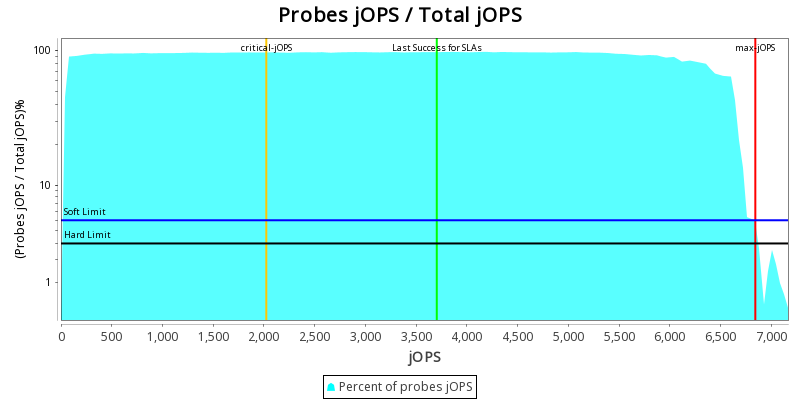 Probes jOPS / Total jOPS
(Probes jOPS / Total jOPS)%
100
10
1
critical-jOPS
Last Success for SLAs
max-jOPS
Soft Limit
Hard Limit
0 500 1,000 1,500 2,000 2,500 3,000 3,500 4,000 4,500 5,000 5,500 6,000 6,500 7,000
jOPS
Percent of probes jOPS